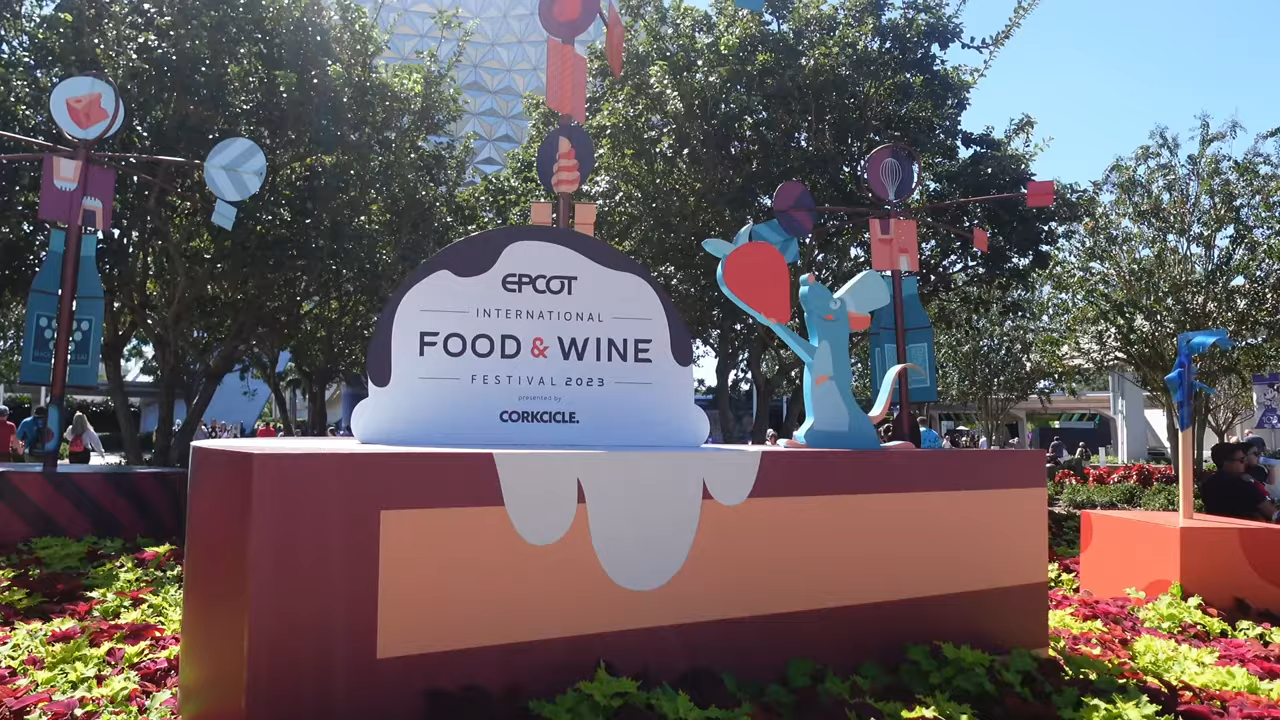 EPCOT
INTERNATIONAL
FOOD & WINE
FESTIVAL 2023
presented by
CORKCICLE.